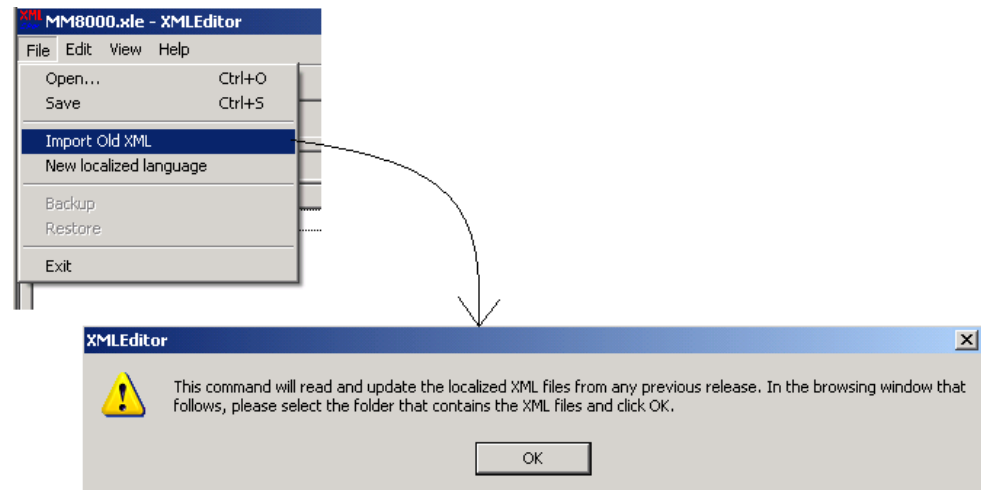 XML MM8000.xle - XMLEditor
File Edit View Help
Open... Ctrl+O
Save Ctrl+S
Import Old XML
New localized language
Backup
Restore
Exit
XMLEditor
This command will read and update the localized XML files from any previous release. In the browsing window that
follows, please select the folder that contains the XML files and click OK.
OK